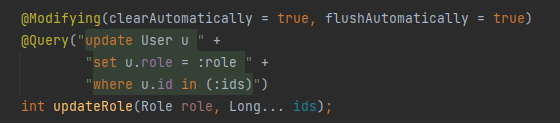 @Modifying(clearAutomatically = true, flushAutomatically = true)
@Query("update User u " +
"set u.role = :role " +
"where u.id in (:ids)")
int updateRole(Role role, Long... ids);